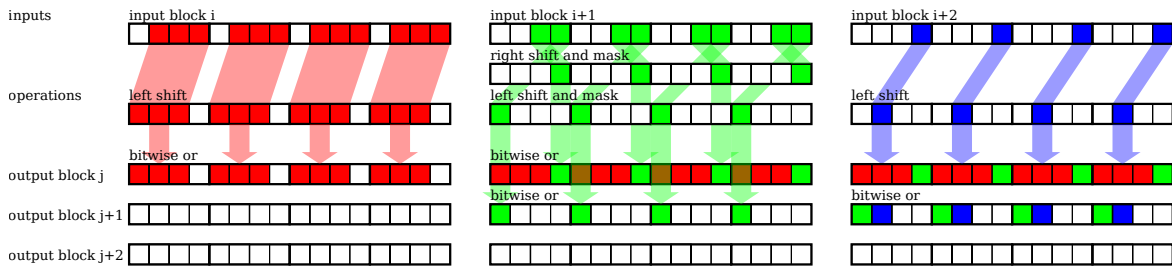 inputs
input block i
input block i+1
input block i+2
right shift and mask
operations
left shift
left shift and mask
left shift
bitwise or
bitwise or
output block j
bitwise or
bitwise or
output block j+1
output block j+2